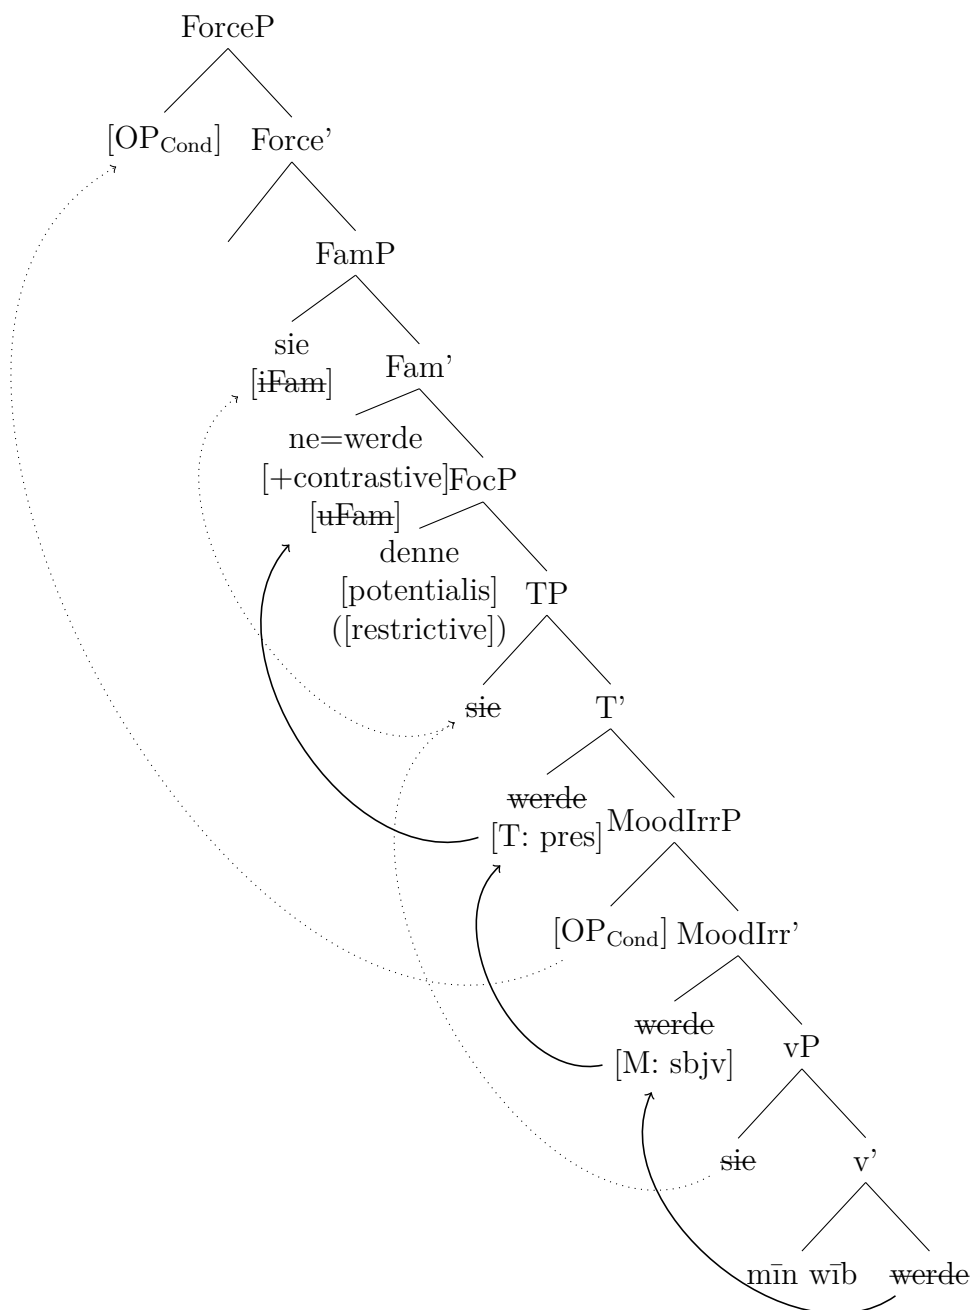 ForceP
[OP_Cond] Force'
FamP
sie
[iFam]
Fam'
ne=werde
[+contrastive]
[uFam]
FocP
denne
[potentialis]
([restrictive])
TP
sie
T'
werde
[T: pres]
MoodIrrP
[OP_Cond] MoodIrr'
werde
[M: sbjv]
vP
sie
v'
mīn wīb
werde